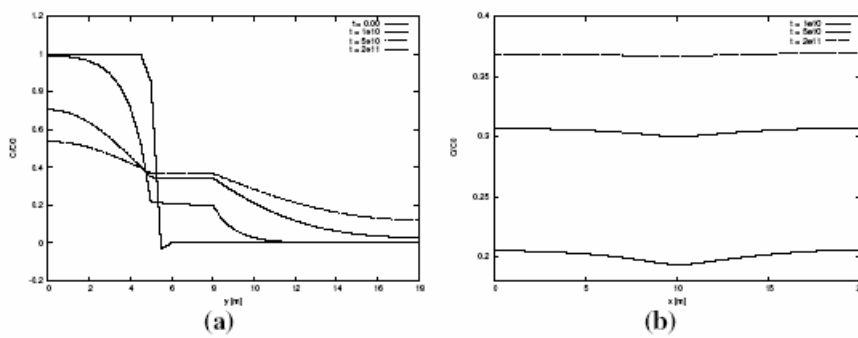 1.2
1
0.8
0.6
0.4
0.2
0
-0.2
C/C0
0 2 4 6 8 10 12 14 16 18
y [m]
t = 0.00
t = 1e10
t = 5e10
t = 2e11
(a)
0.4
0.35
0.3
0.25
0.2
C/C0
0 5 10 15 20
x [m]
t = 1e10
t = 5e10
t = 2e11
(b)